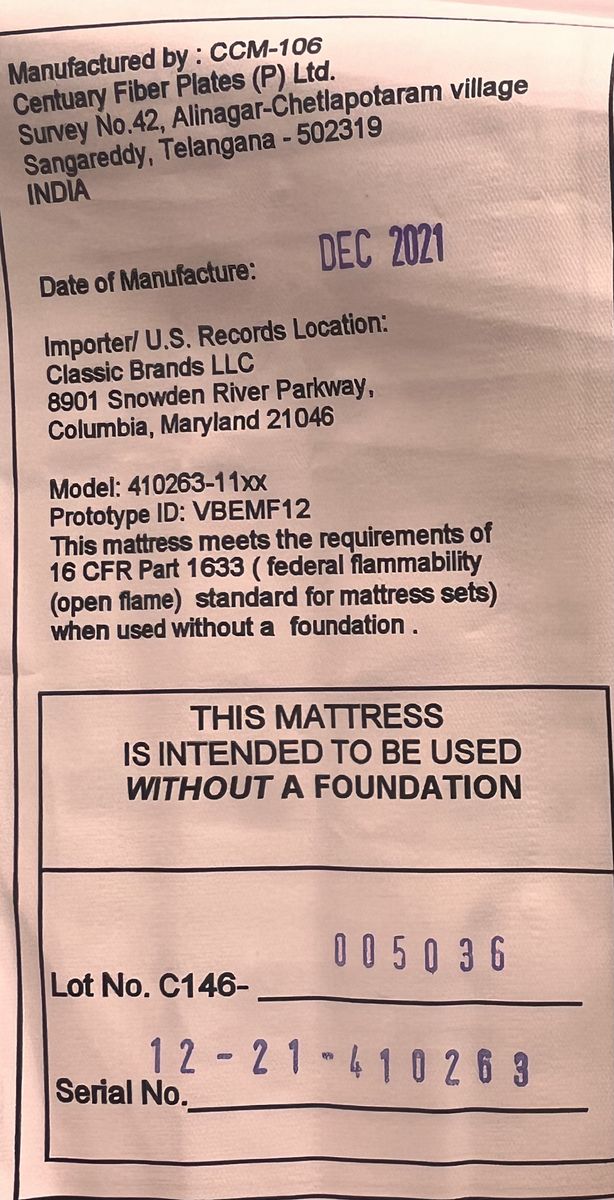 Manufactured by : CCM-106
Centuary Fiber Plates (P) Ltd.
Survey No.42, Alinagar-Chetlapotaram village
Sangareddy, Telangana - 502319
INDIA
Date of Manufacture: DEC 2021
Importer/ U.S. Records Location:
Classic Brands LLC
8901 Snowden River Parkway,
Columbia, Maryland 21046
Model: 410263-11xx
Prototype ID: VBEMF12
This mattress meets the requirements of
16 CFR Part 1633 ( federal flammability
(open flame) standard for mattress sets)
when used without a foundation .
THIS MATTRESS
IS INTENDED TO BE USED
WITHOUT A FOUNDATION
Lot No. C146- 005036
Serial No. 12-21-410263